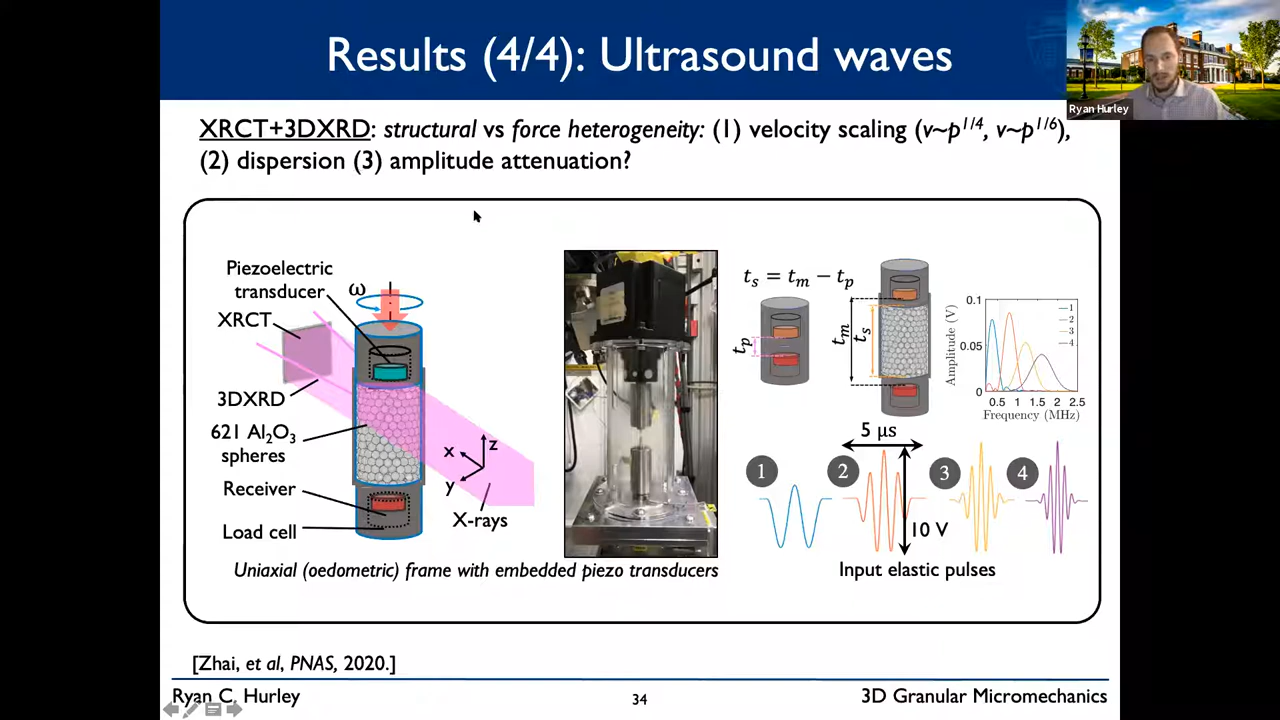 Results (4/4): Ultrasound waves
Ryan Hurley
XRCT+3DXRD: structural vs force heterogeneity: (1) velocity scaling (v~p^1/4, v~p^1/6),
(2) dispersion (3) amplitude attenuation?
Piezoelectric
transducer
ω
XRCT
3DXRD
621 Al₂O₃
spheres
Receiver
Load cell
x
y
z
X-rays
Uniaxial (oedometric) frame with embedded piezo transducers
tₛ = tₘ − tₚ
tₚ
tₘ
tₛ
Amplitude (V)
0.1
0.05
0
1
2
3
4
0.5 1 1.5 2 2.5
Frequency (MHz)
5 μs
1
2
3
4
10 V
Input elastic pulses
[Zhai, et al, PNAS, 2020.]
Ryan C. Hurley
34
3D Granular Micromechanics